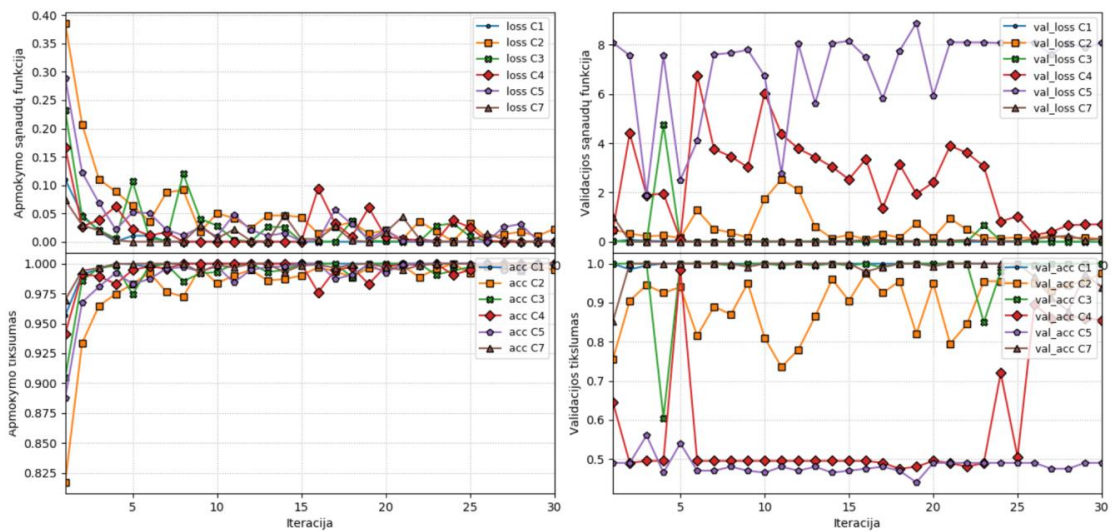 Apmokymo sąnaudų funkcija
0.40
0.35
0.30
0.25
0.20
0.15
0.10
0.05
0.00
loss C1
loss C2
loss C3
loss C4
loss C5
loss C7
Validacijos sąnaudų funkcija
8
6
4
2
0
val_loss C1
val_loss C2
val_loss C3
val_loss C4
val_loss C5
val_loss C7
Apmokymo tikslumas
1.000
0.975
0.950
0.925
0.900
0.875
0.850
0.825
acc C1
acc C2
acc C3
acc C4
acc C5
acc C7
5
10
15
20
25
30
Iteracija
Validacijos tikslumas
1.0
0.9
0.8
0.7
0.6
0.5
val_acc C1
val_acc C2
val_acc C3
val_acc C4
val_acc C5
val_acc C7
5
10
15
20
25
30
Iteracija